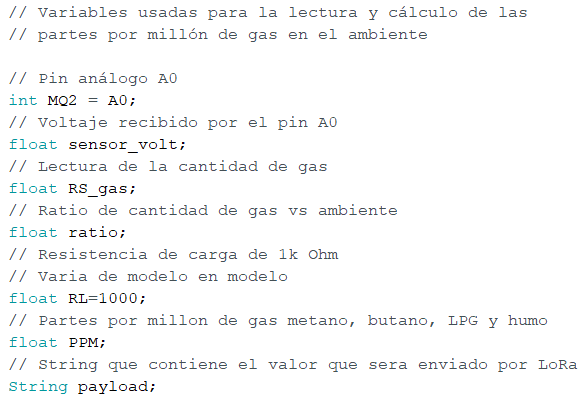 // Variables usadas para la lectura y cálculo de las
// partes por millón de gas en el ambiente
// Pin análogo A0
int MQ2 = A0;
// Voltaje recibido por el pin A0
float sensor_volt;
// Lectura de la cantidad de gas
float RS_gas;
// Ratio de cantidad de gas vs ambiente
float ratio;
// Resistencia de carga de 1k Ohm
// Varia de modelo en modelo
float RL=1000;
// Partes por millon de gas metano, butano, LPG y humo
float PPM;
// String que contiene el valor que sera enviado por LoRa
String payload;